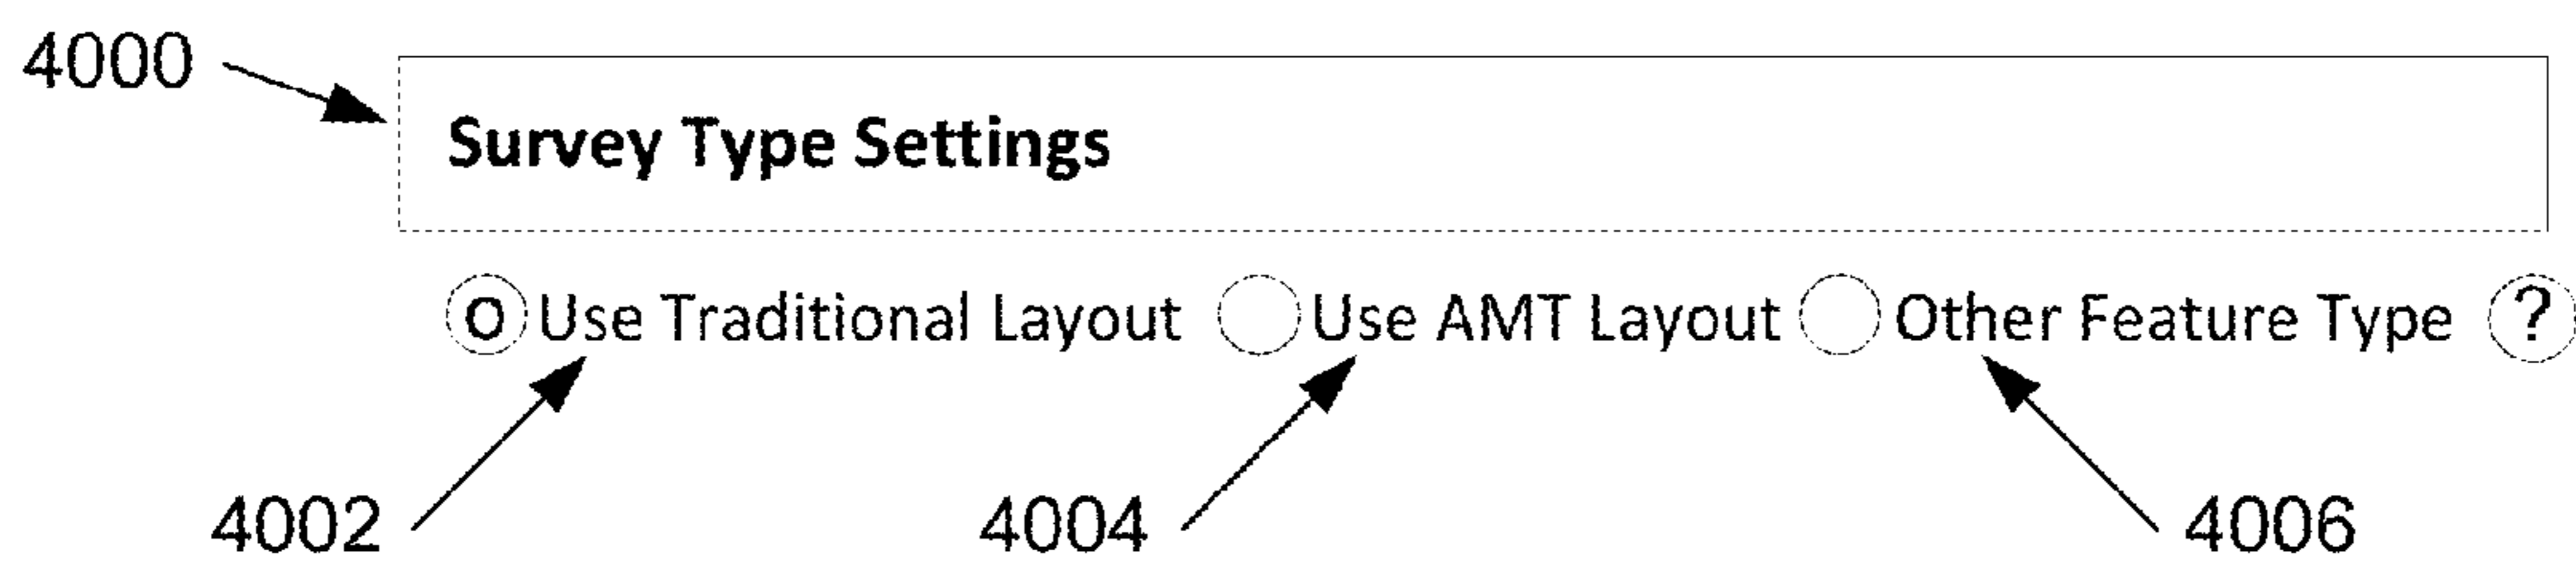 4000
Survey Type Settings
O Use Traditional Layout Use AMT Layout Other Feature Type ?
4002 4004 4006